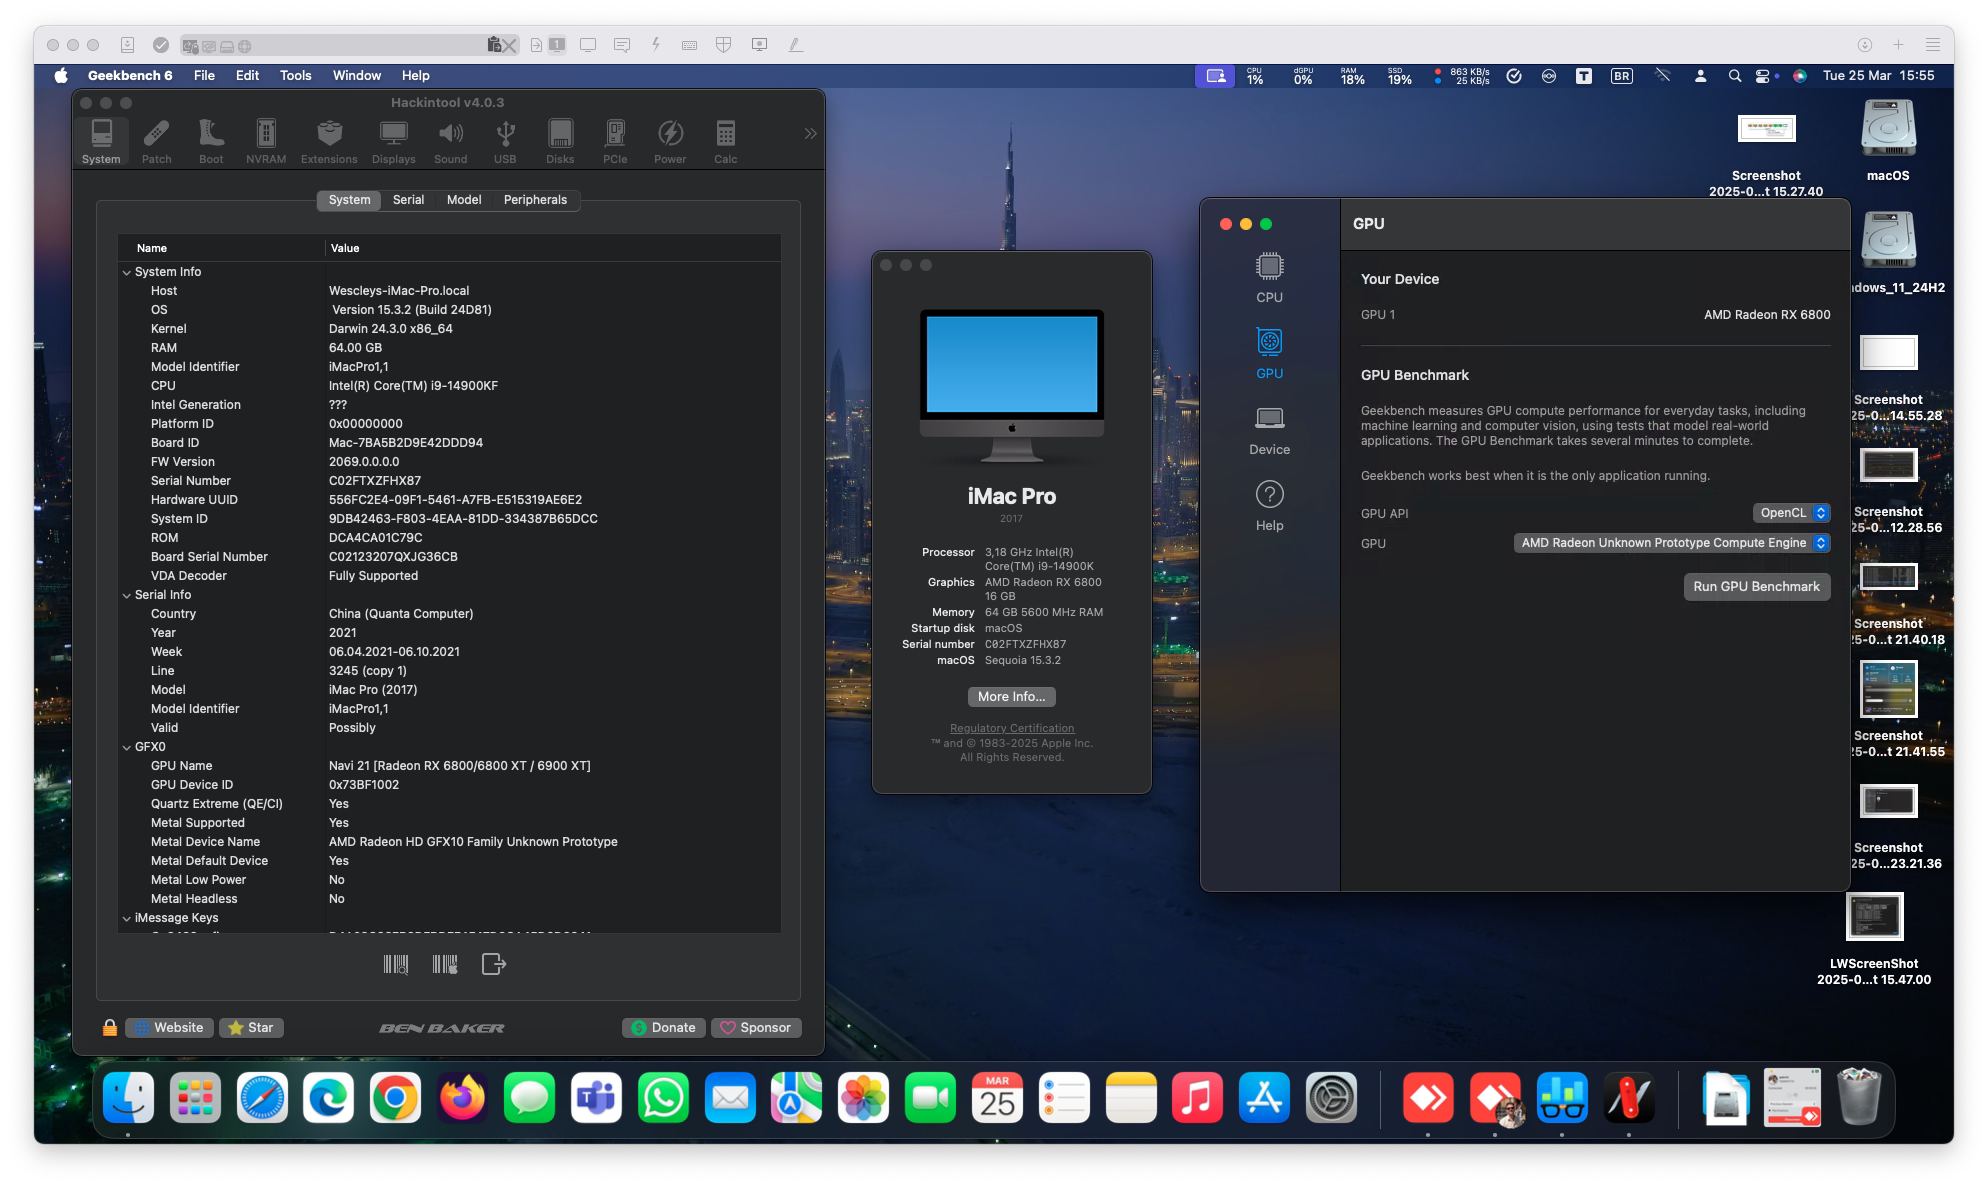 1
Geekbench 6 File Edit Tools Window Help
CPU 1% dGPU 0% RAM 18% SSD 19% 863 KB/s 25 KB/s T BR Tue 25 Mar 15:55
Hackintool v4.0.3
System Patch Boot NVRAM Extensions Displays Sound USB Disks PCIe Power Calc
System Serial Model Peripherals
Name Value
System Info
Host Wescleys-iMac-Pro.local
OS Version 15.3.2 (Build 24D81)
Kernel Darwin 24.3.0 x86_64
RAM 64.00 GB
Model Identifier iMacPro1,1
CPU Intel(R) Core(TM) i9-14900KF
Intel Generation ???
Platform ID 0x00000000
Board ID Mac-7BA5B2D9E42DDD94
FW Version 2069.0.0.0.0
Serial Number C02FTXZFHX87
Hardware UUID 556FC2E4-09F1-5461-A7FB-E515319AE6E2
System ID 9DB42463-F803-4EAA-81DD-334387B65DCC
ROM DCA4CA01C79C
Board Serial Number C02123207QXJG36CB
VDA Decoder Fully Supported
Serial Info
Country China (Quanta Computer)
Year 2021
Week 06.04.2021-06.10.2021
Line 3245 (copy 1)
Model iMac Pro (2017)
Model Identifier iMacPro1,1
Valid Possibly
GFX0
GPU Name Navi 21 [Radeon RX 6800/6800 XT / 6900 XT]
GPU Device ID 0x73BF1002
Quartz Extreme (QE/CI) Yes
Metal Supported Yes
Metal Device Name AMD Radeon HD GFX10 Family Unknown Prototype
Metal Default Device Yes
Metal Low Power No
Metal Headless No
iMessage Keys
Website Star BEN BAKER Donate Sponsor
iMac Pro
2017
Processor 3,18 GHz Intel(R)
Core(TM) i9-14900K
Graphics AMD Radeon RX 6800
16 GB
Memory 64 GB 5600 MHz RAM
Startup disk macOS
Serial number C02FTXZFHX87
macOS Sequoia 15.3.2
More Info...
Regulatory Certification
™ and © 1983-2025 Apple Inc.
All Rights Reserved.
CPU
GPU
Device
Help
GPU
Your Device
GPU 1 AMD Radeon RX 6800
GPU Benchmark
Geekbench measures GPU compute performance for everyday tasks, including
machine learning and computer vision, using tests that model real-world
applications. The GPU Benchmark takes several minutes to complete.
Geekbench works best when it is the only application running.
GPU API OpenCL
GPU AMD Radeon Unknown Prototype Compute Engine
Run GPU Benchmark
Screenshot
2025-0...t 15.27.40
macOS
ndows_11_24H2
Screenshot
25-0...14.55.28
Screenshot
25-0...12.28.56
Screenshot
25-0...t 21.40.18
Screenshot
25-0...t 21.41.55
Screenshot
25-0...23.21.36
LWScreenShot
2025-0...t 15.47.00
MAR
25